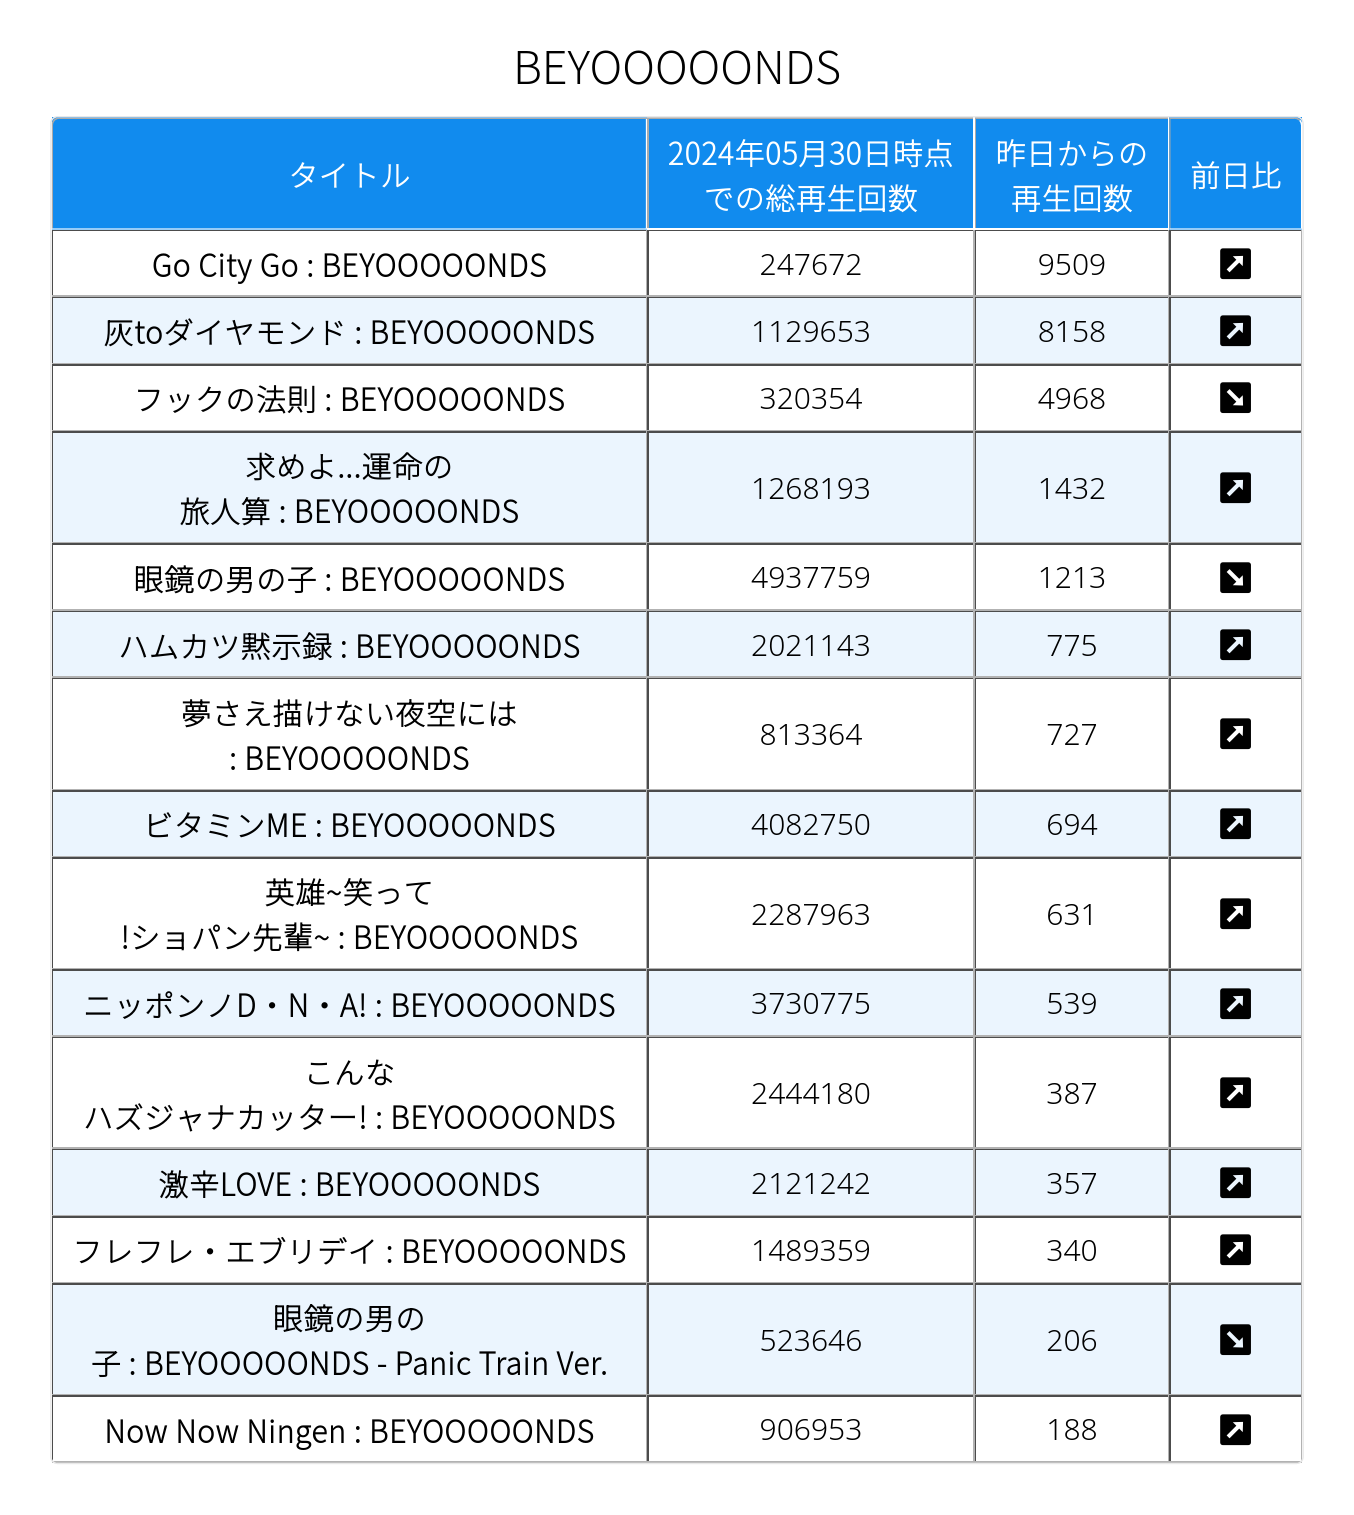 BEYOOOOONDS
タイトル
2024年05月30日時点
での総再生回数
昨日からの
再生回数
前日比
Go City Go : BEYOOOOONDS 247672 9509
灰toダイヤモンド : BEYOOOOONDS 1129653 8158
フックの法則 : BEYOOOOONDS 320354 4968
求めよ...運命の
旅人算 : BEYOOOOONDS 1268193 1432
眼鏡の男の子 : BEYOOOOONDS 4937759 1213
ハムカツ黙示録 : BEYOOOOONDS 2021143 775
夢さえ描けない夜空には
: BEYOOOOONDS 813364 727
ビタミンME : BEYOOOOONDS 4082750 694
英雄~笑って
!ショパン先輩~ : BEYOOOOONDS 2287963 631
ニッポンノD・N・A! : BEYOOOOONDS 3730775 539
こんな
ハズジャナカッター! : BEYOOOOONDS 2444180 387
激辛LOVE : BEYOOOOONDS 2121242 357
フレフレ・エブリデイ : BEYOOOOONDS 1489359 340
眼鏡の男の
子 : BEYOOOOONDS - Panic Train Ver. 523646 206
Now Now Ningen : BEYOOOOONDS 906953 188